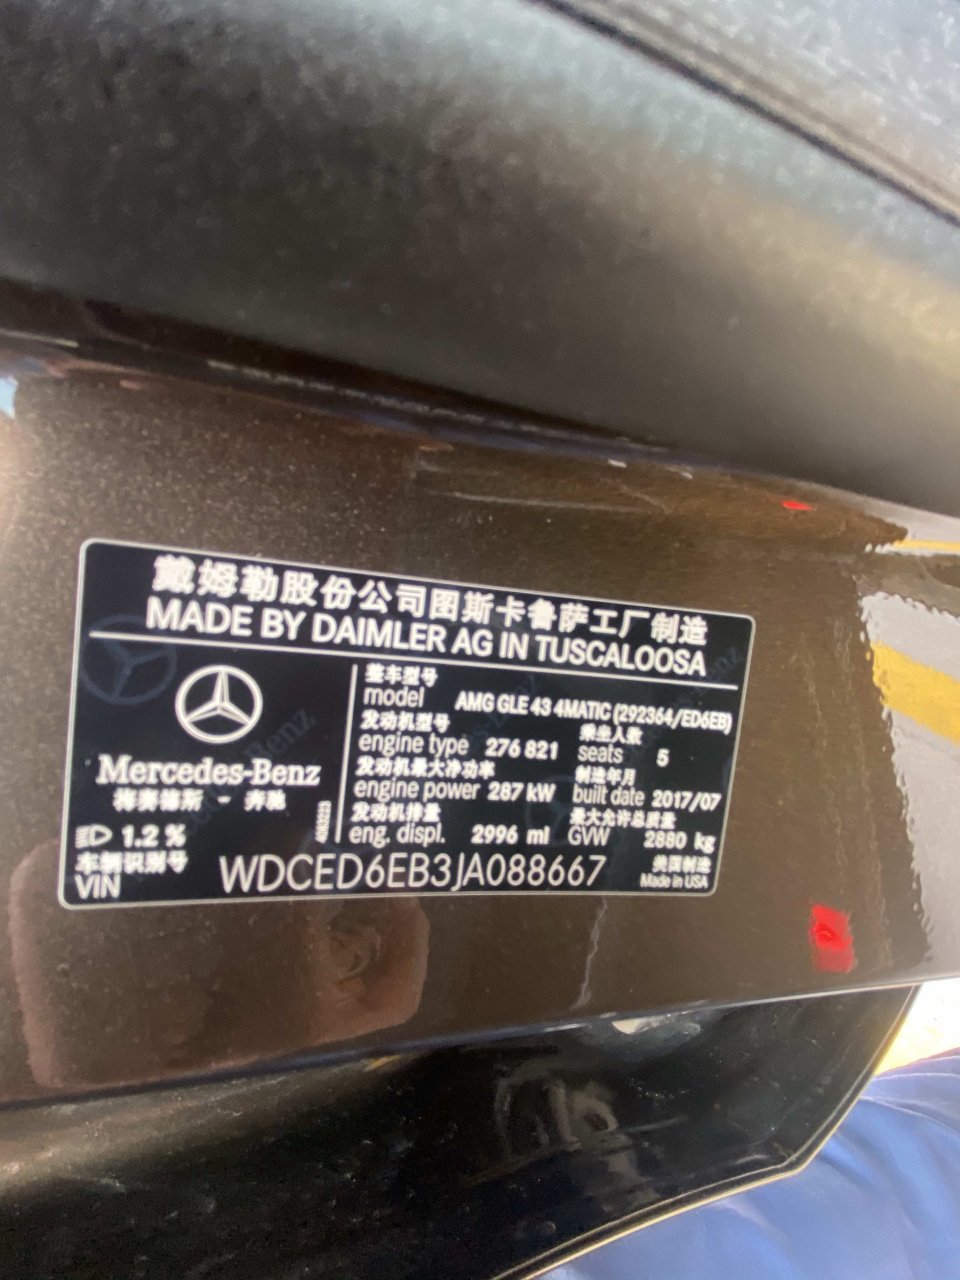 戴姆勒股份公司图斯卡鲁萨工厂制造
MADE BY DAIMLER AG IN TUSCALOOSA
Mercedes-Benz
梅赛德斯 - 奔驰
1.2 %
整车型号
model AMG GLE 43 4MATIC (292364/ED6EB)
发动机型号 乘坐人数
engine type 276 821 seats 5
发动机最大净功率 制造年月
engine power 287 kW built date 2017/07
发动机排量 最大允许总质量
eng. displ. 2996 ml GVW 2880 kg
车辆识别号 美国制造
VIN WDCED6EB3JA088667 Made in USA